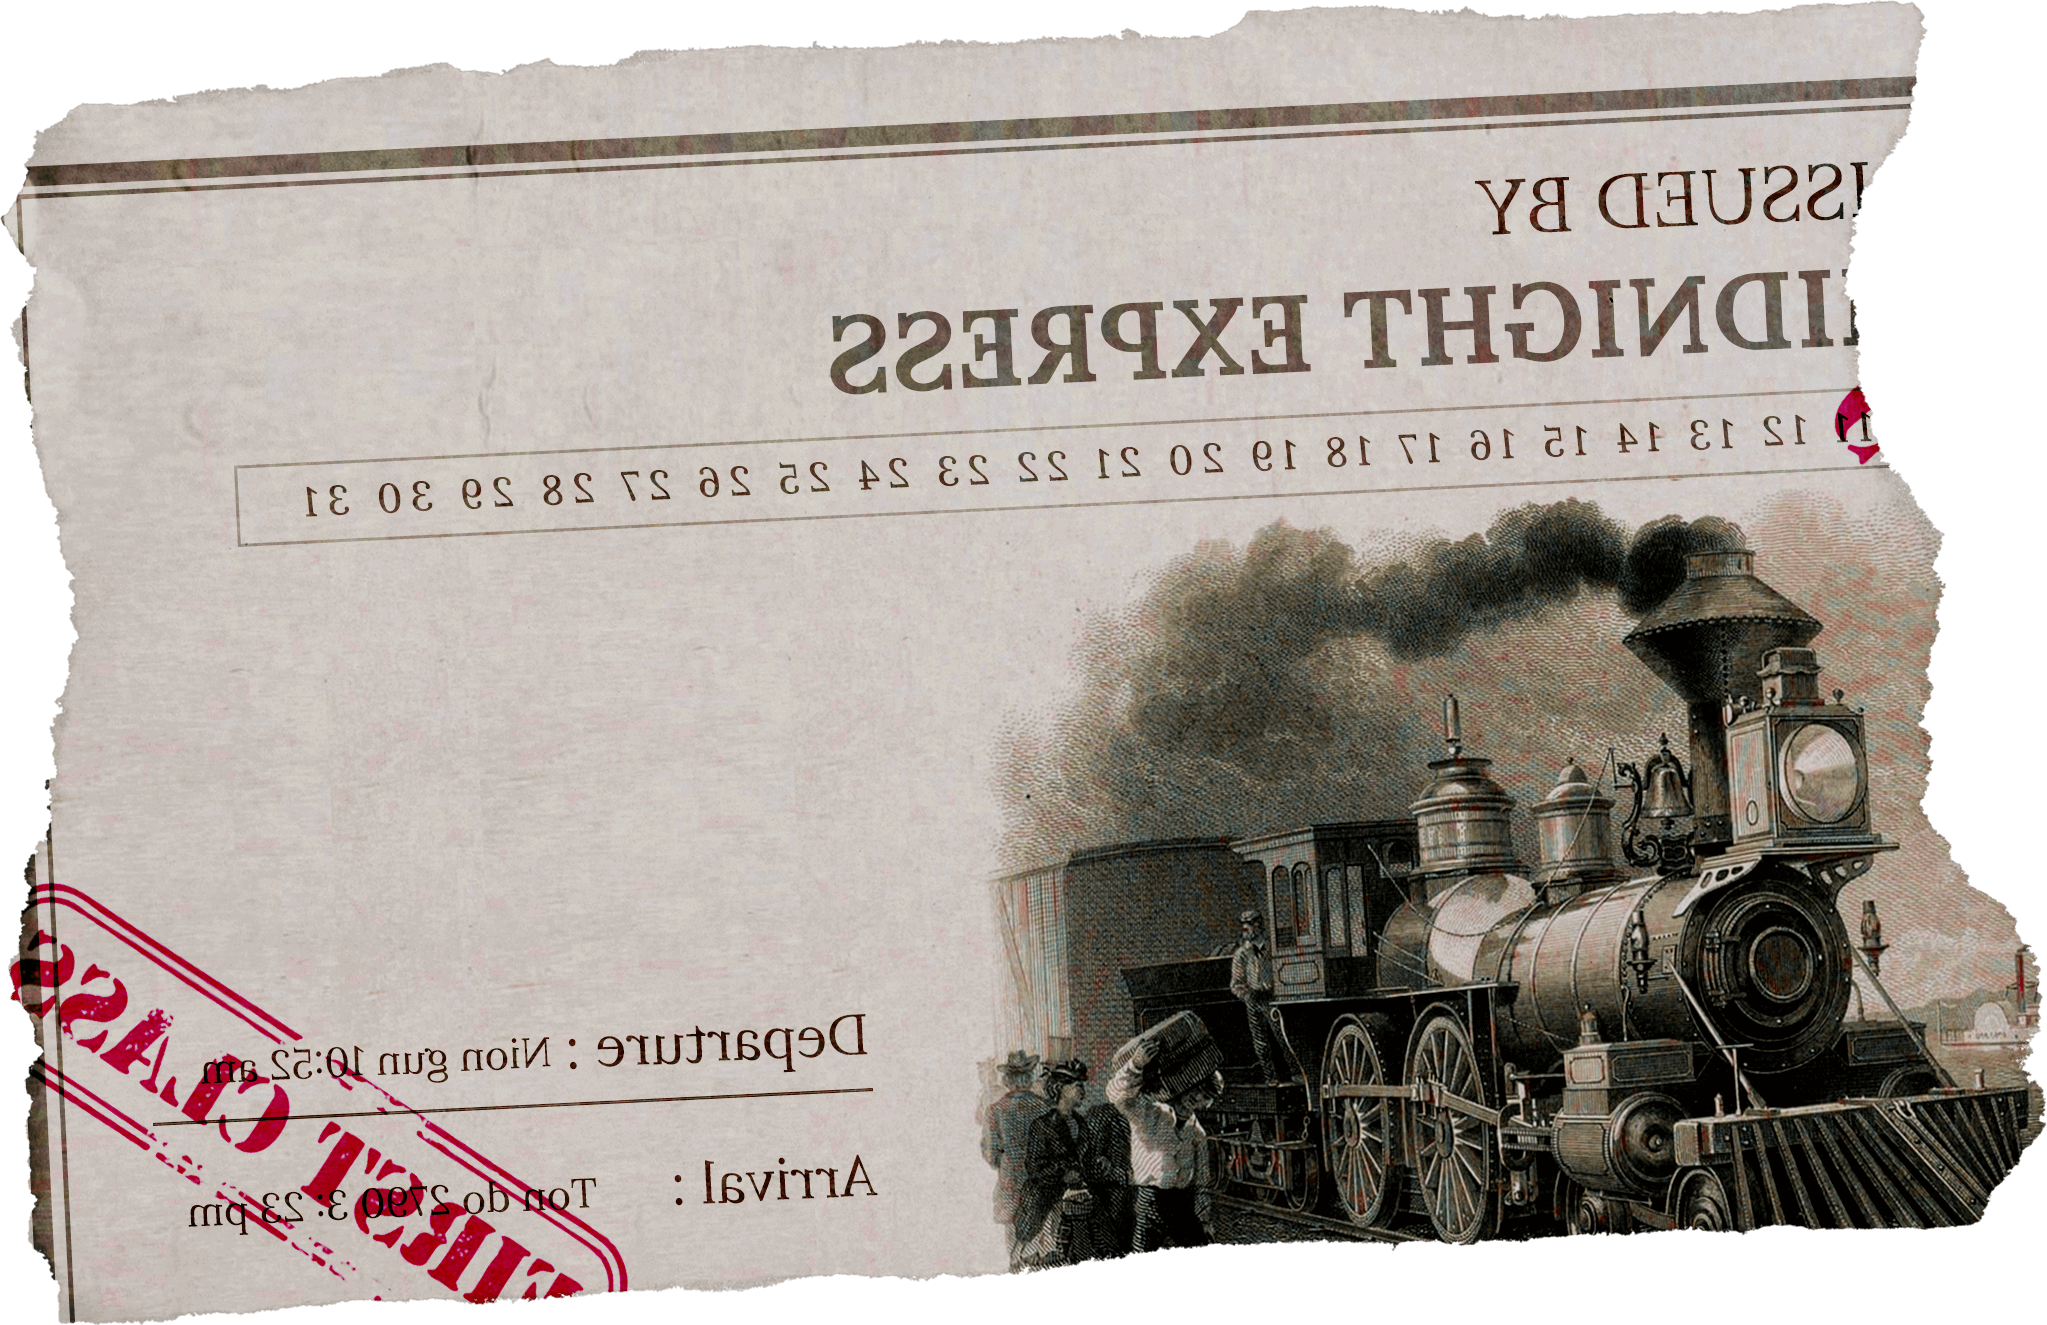 ISSUED BY
IDNIGHT EXPRESS
11 12 13 14 15 16 17 18 19 20 21 22 23 24 25 26 27 28 29 30 31
Departure : Nion gun 10:52 am
Arrival : Ton do 2790 3: 23 pm
FIRST CLASS